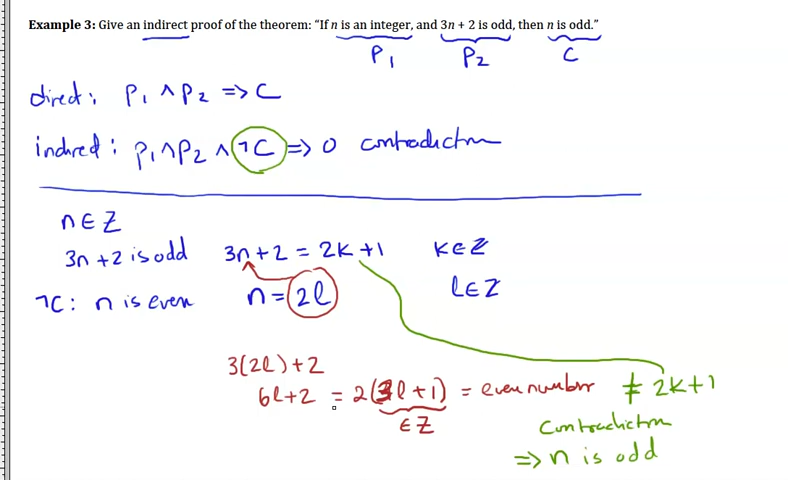 Example 3: Give an indirect proof of the theorem: “If n is an integer, and 3n + 2 is odd, then n is odd.”
P₁ P₂ C
direct: P₁ ∧ P₂ => C
indirect: P₁ ∧ P₂ ∧ ¬C => 0 contradiction
n ∈ Z
3n + 2 is odd 3n + 2 = 2k + 1 k ∈ Z
¬C: n is even n = 2l l ∈ Z
3(2l) + 2
6l + 2 = 2(3l + 1) = even number ≠ 2k + 1
∈ Z Contradiction
=> n is odd